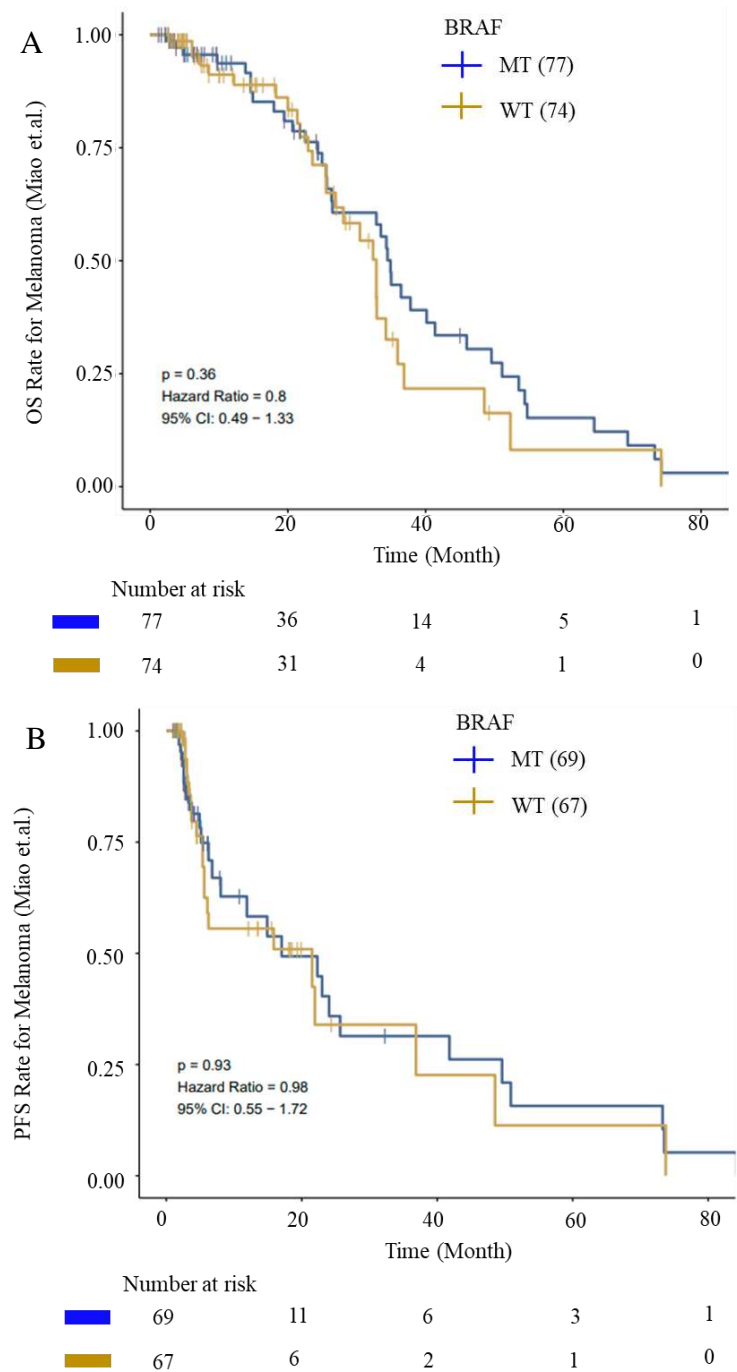 A
OS Rate for Melanoma (Miao et.al.)
1.00
0.75
0.50
0.25
0.00
BRAF
MT (77)
WT (74)
p = 0.36
Hazard Ratio = 0.8
95% CI: 0.49 − 1.33
0 20 40 60 80
Time (Month)
Number at risk
77 36 14 5 1
74 31 4 1 0
B
PFS Rate for Melanoma (Miao et.al.)
1.00
0.75
0.50
0.25
0.00
BRAF
MT (69)
WT (67)
p = 0.93
Hazard Ratio = 0.98
95% CI: 0.55 − 1.72
0 20 40 60 80
Time (Month)
Number at risk
69 11 6 3 1
67 6 2 1 0